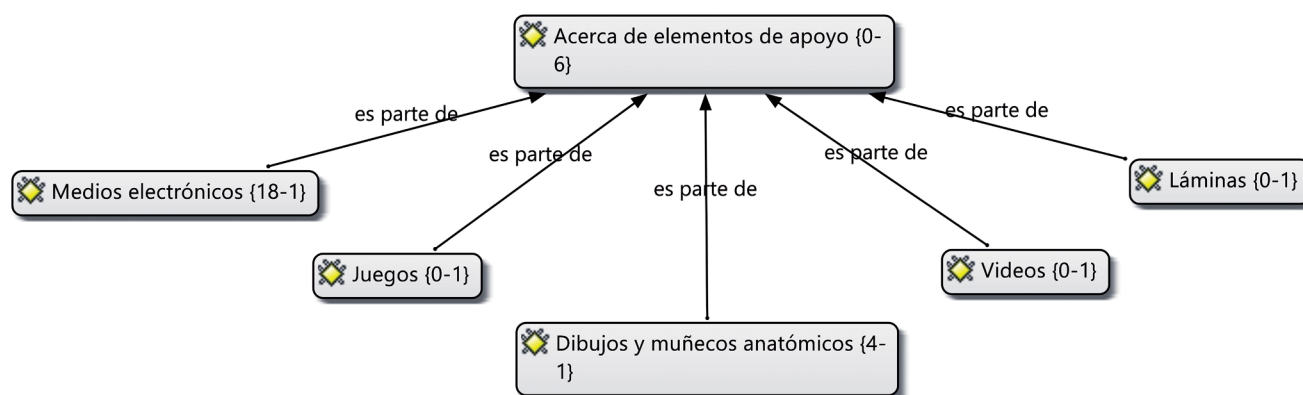 Acerca de elementos de apoyo {0-
6}
es parte de
es parte de
es parte de
es parte de
es parte de
Medios electrónicos {18-1}
Láminas {0-1}
Juegos {0-1}
Videos {0-1}
Dibujos y muñecos anatómicos {4-
1}